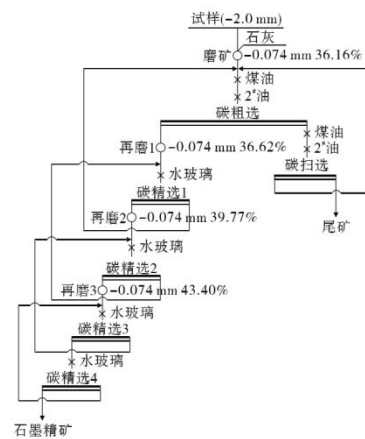 试样(-2.0 mm)
石灰
磨矿 -0.074 mm 36.16%
煤油
2#油
碳粗选
煤油
2#油
再磨1 -0.074 mm 36.62%
碳扫选
水玻璃
碳精选1
再磨2 -0.074 mm 39.77%
尾矿
水玻璃
碳精选2
再磨3 -0.074 mm 43.40%
水玻璃
碳精选3
水玻璃
碳精选4
石墨精矿